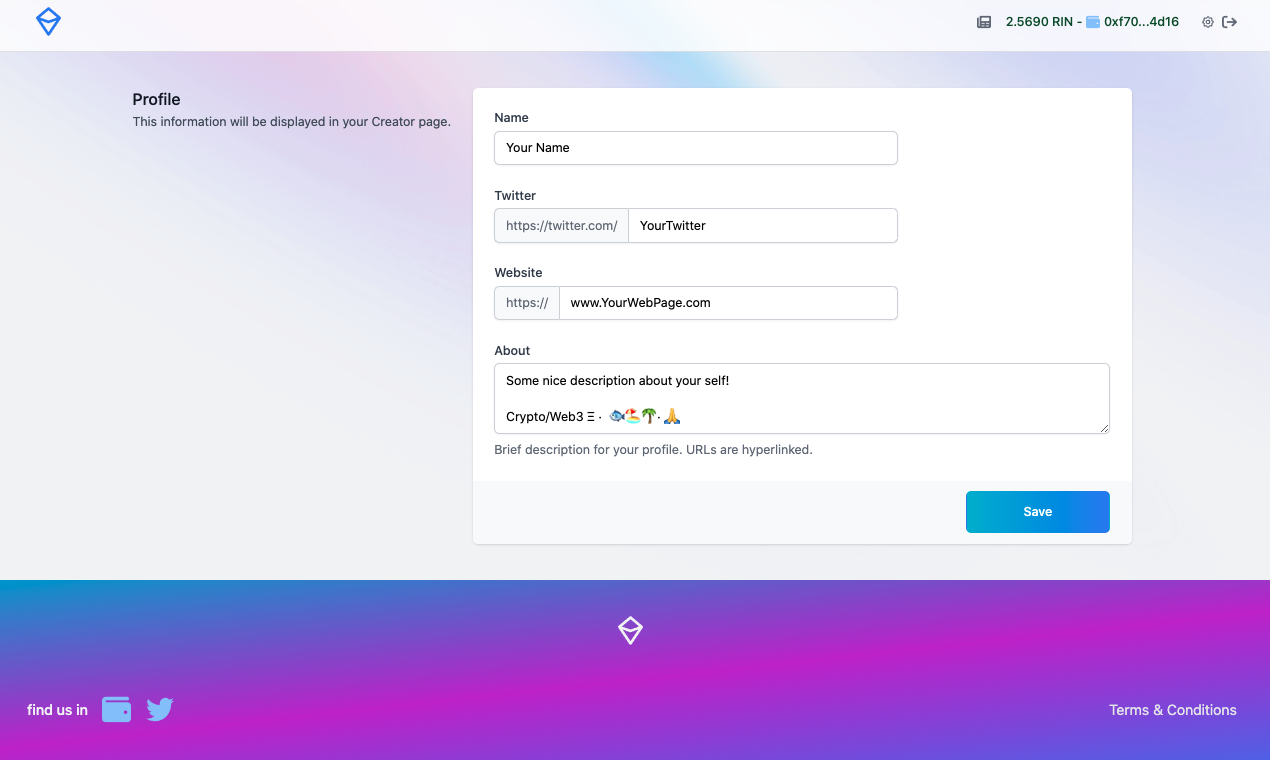 2.5690 RIN - 0xf70...4d16
Profile
This information will be displayed in your Creator page.
Name
Your Name
Twitter
https://twitter.com/ YourTwitter
Website
https:// www.YourWebPage.com
About
Some nice description about your self!
Crypto/Web3 Ξ · 🐟🏖️🌴·🙏
Brief description for your profile. URLs are hyperlinked.
Save
find us in
Terms & Conditions